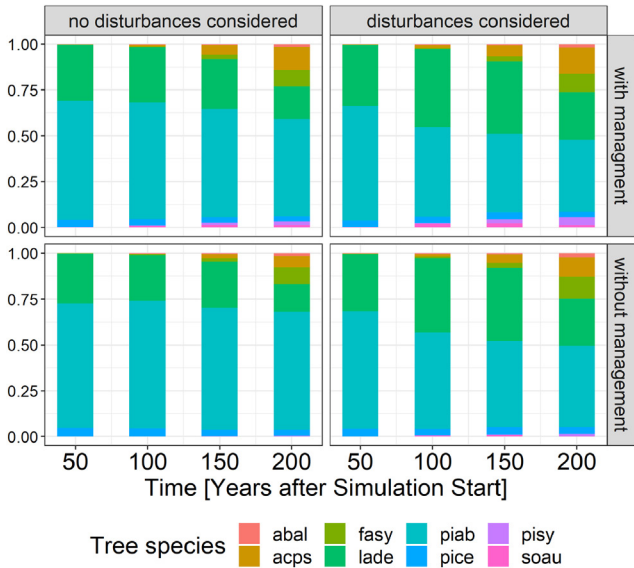 no disturbances considered
disturbances considered
1.00
0.75
0.50
0.25
0.00
with managment
1.00
0.75
0.50
0.25
0.00
without management
50 100 150 200 50 100 150 200
Time [Years after Simulation Start]
Tree species
abal fasy piab pisy
acps lade pice soau